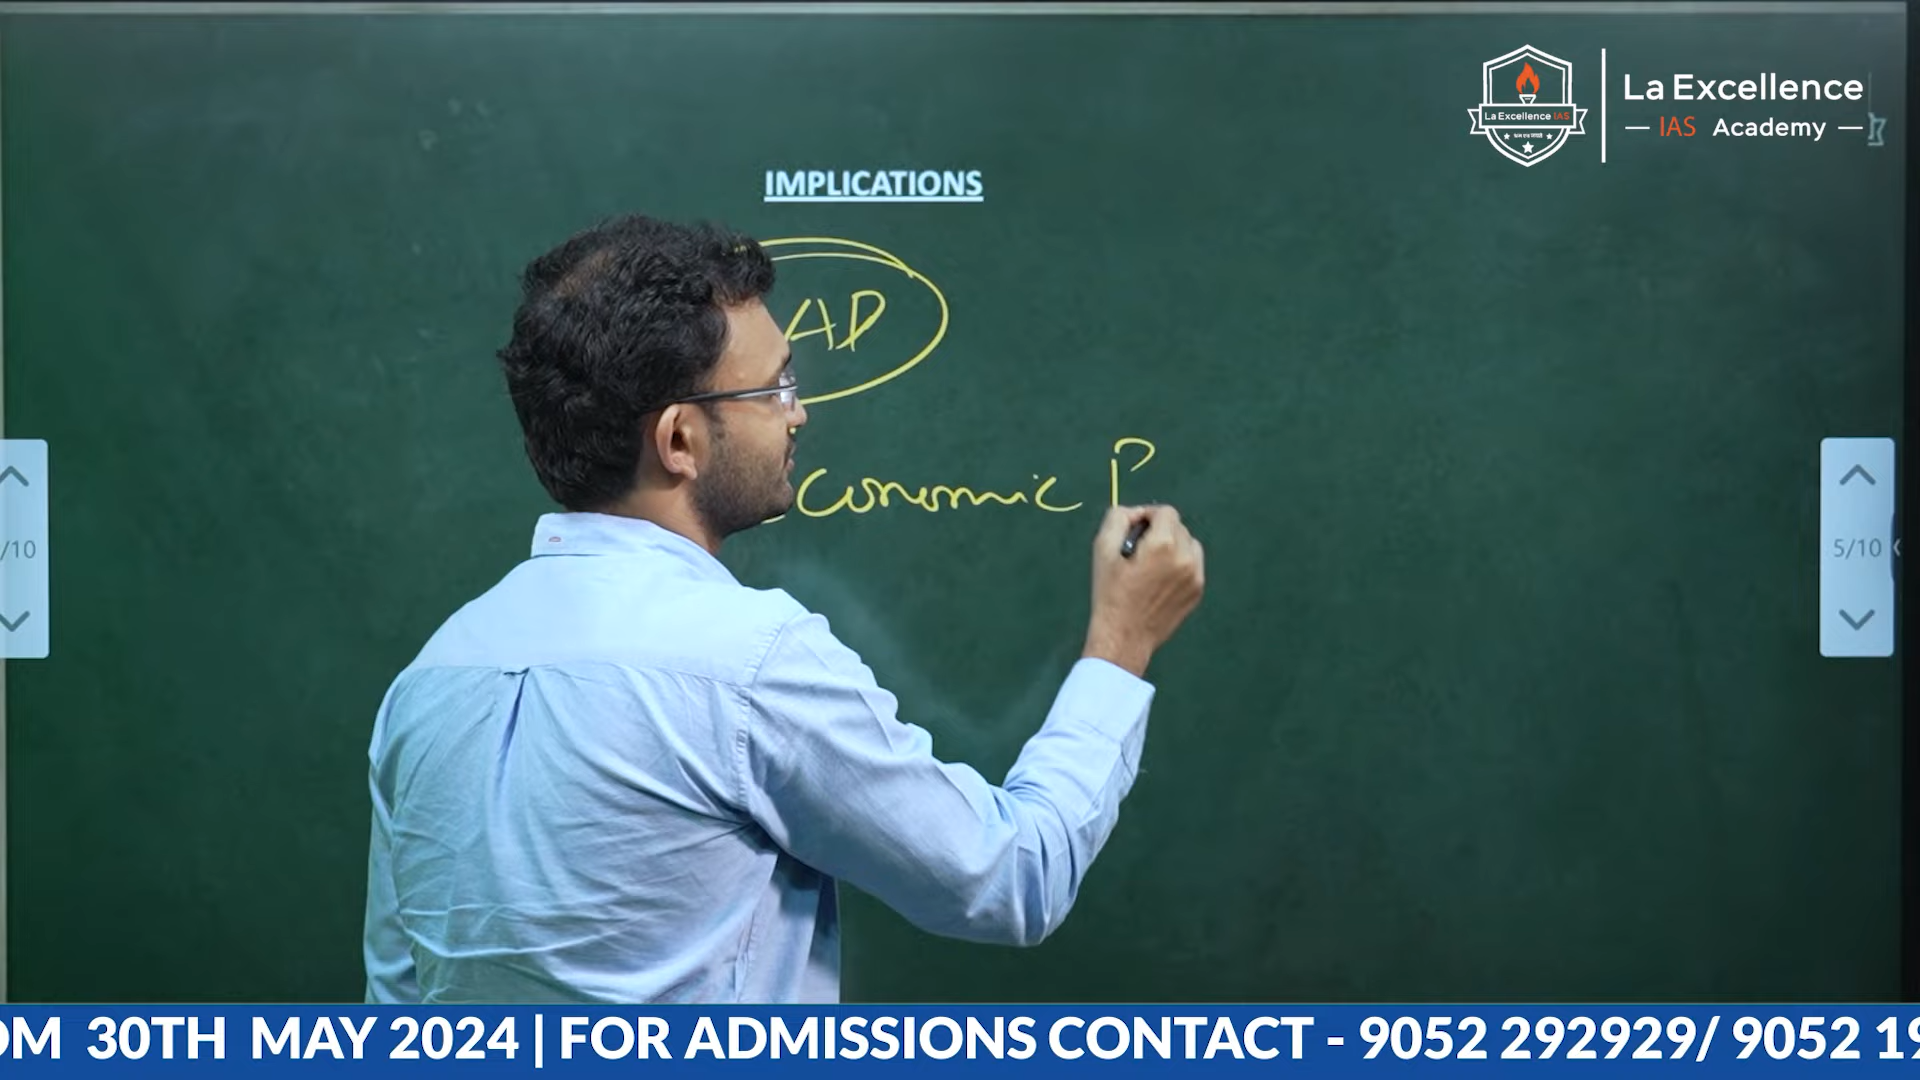 La Excellence
IAS Academy
La Excellence IAS
IMPLICATIONS
AD
conomic P
/10
5/10
OM 30TH MAY 2024 | FOR ADMISSIONS CONTACT - 9052 292929/ 9052 19